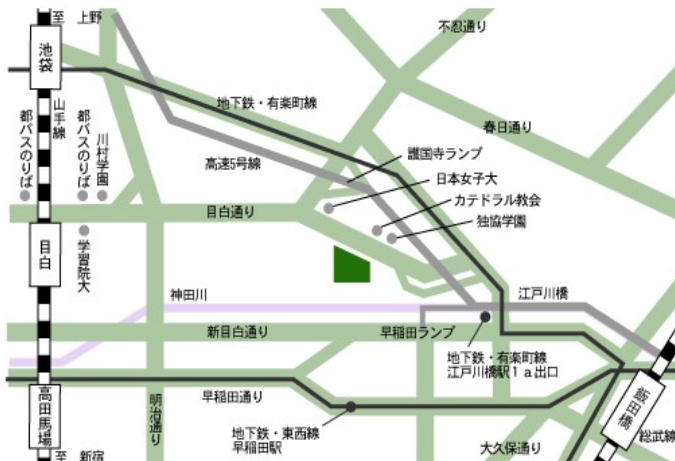 至　上野
池袋
不忍通り
地下鉄・有楽町線
山手線
都バスのりば
都バスのりば
川村学園
春日通り
高速5号線
護国寺ランプ
日本女子大
カテドラル教会
独協学園
目白通り
目白
学習院大
神田川
江戸川橋
新目白通り
早稲田ランプ
地下鉄・有楽町線
江戸川橋駅1a出口
高田馬場
明治通り
早稲田通り
飯田橋
地下鉄・東西線
早稲田駅
大久保通り
総武線
至　新宿